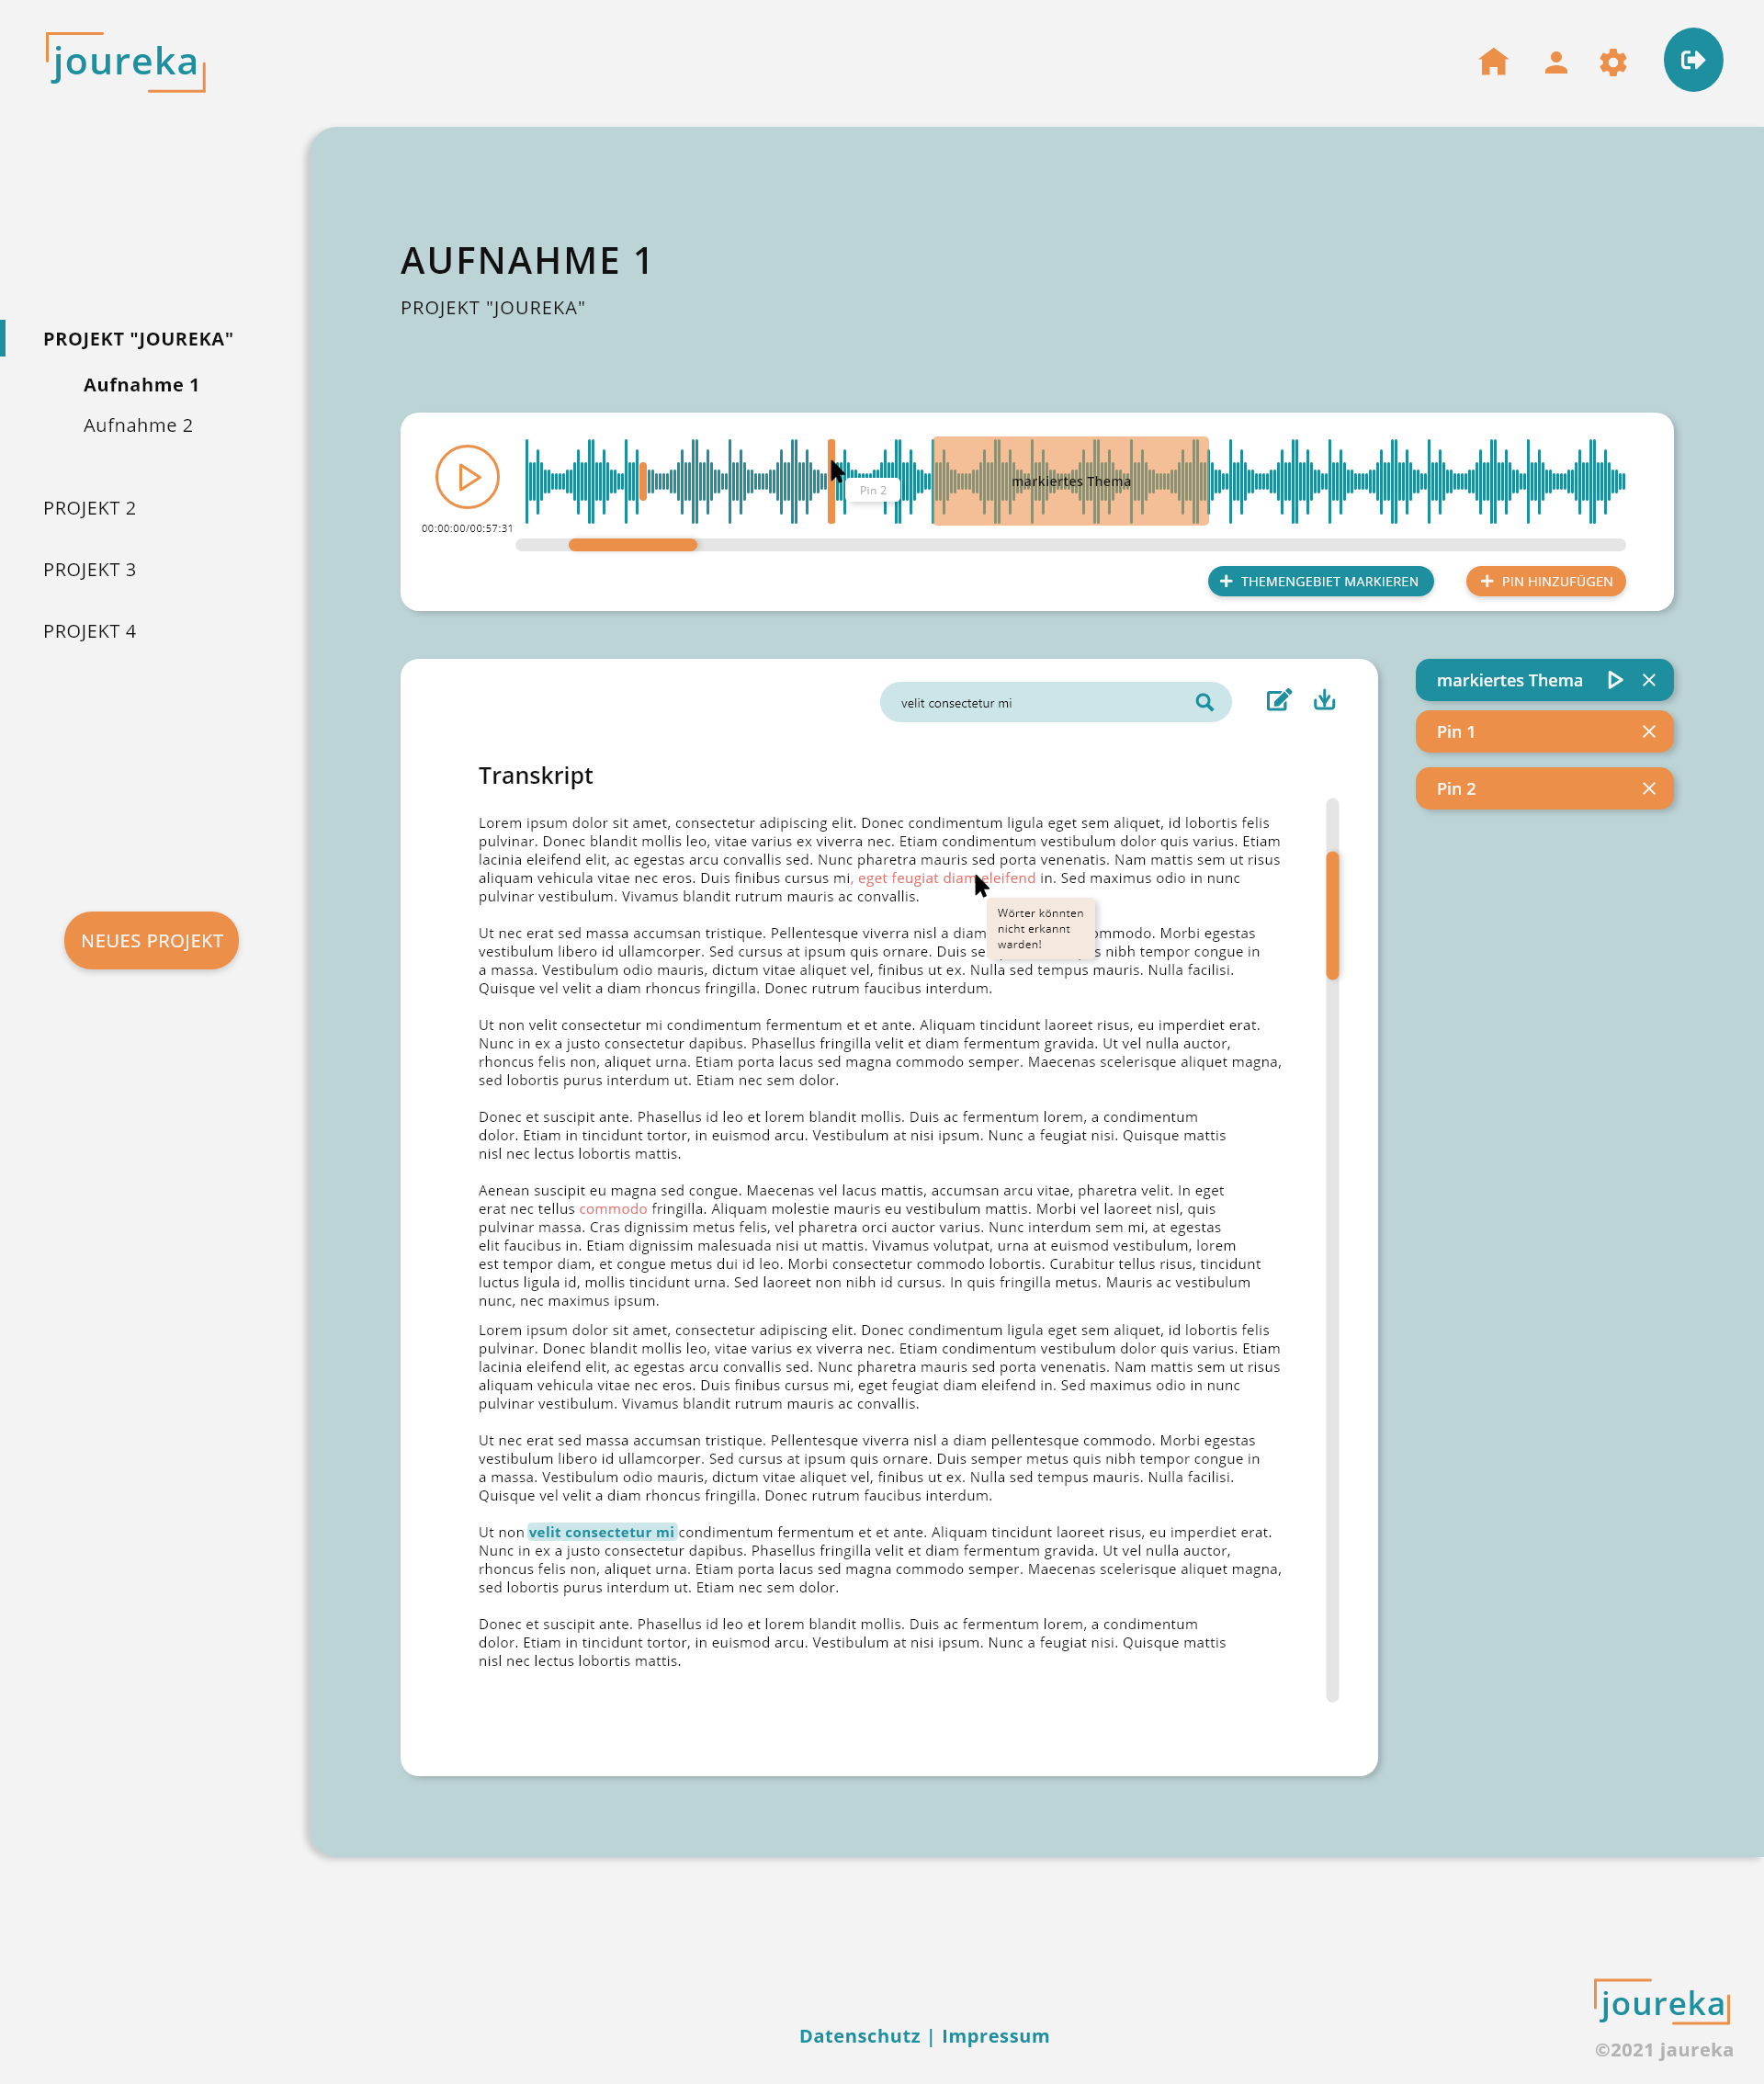 joureka
AUFNAHME 1
PROJEKT "JOUREKA"
PROJEKT "JOUREKA"
Aufnahme 1
Aufnahme 2
PROJEKT 2
PROJEKT 3
PROJEKT 4
NEUES PROJEKT
markiertes Thema
Pin 2
00:00:00/00:57:31
THEMENGEBIET MARKIEREN
PIN HINZUFÜGEN
velit consectetur mi
markiertes Thema
Pin 1
Pin 2
Transkript
Lorem ipsum dolor sit amet, consectetur adipiscing elit. Donec condimentum ligula eget sem aliquet, id lobortis felis
pulvinar. Donec blandit mollis leo, vitae varius ex viverra nec. Etiam condimentum vestibulum dolor quis varius. Etiam
lacinia eleifend elit, ac egestas arcu convallis sed. Nunc pharetra mauris sed porta venenatis. Nam mattis sem ut risus
aliquam vehicula vitae nec eros. Duis finibus cursus mi, eget feugiat diam eleifend in. Sed maximus odio in nunc
pulvinar vestibulum. Vivamus blandit rutrum mauris ac convallis.
Wörter könnten
nicht erkannt
warden!
Ut nec erat sed massa accumsan tristique. Pellentesque viverra nisl a diam ommodo. Morbi egestas
vestibulum libero id ullamcorper. Sed cursus at ipsum quis ornare. Duis se s nibh tempor congue in
a massa. Vestibulum odio mauris, dictum vitae aliquet vel, finibus ut ex. Nulla sed tempus mauris. Nulla facilisi.
Quisque vel velit a diam rhoncus fringilla. Donec rutrum faucibus interdum.
Ut non velit consectetur mi condimentum fermentum et et ante. Aliquam tincidunt laoreet risus, eu imperdiet erat.
Nunc in ex a justo consectetur dapibus. Phasellus fringilla velit et diam fermentum gravida. Ut vel nulla auctor,
rhoncus felis non, aliquet urna. Etiam porta lacus sed magna commodo semper. Maecenas scelerisque aliquet magna,
sed lobortis purus interdum ut. Etiam nec sem dolor.
Donec et suscipit ante. Phasellus id leo et lorem blandit mollis. Duis ac fermentum lorem, a condimentum
dolor. Etiam in tincidunt tortor, in euismod arcu. Vestibulum at nisi ipsum. Nunc a feugiat nisi. Quisque mattis
nisl nec lectus lobortis mattis.
Aenean suscipit eu magna sed congue. Maecenas vel lacus mattis, accumsan arcu vitae, pharetra velit. In eget
erat nec tellus commodo fringilla. Aliquam molestie mauris eu vestibulum mattis. Morbi vel laoreet nisl, quis
pulvinar massa. Cras dignissim metus felis, vel pharetra orci auctor varius. Nunc interdum sem mi, at egestas
elit faucibus in. Etiam dignissim malesuada nisi ut mattis. Vivamus volutpat, urna at euismod vestibulum, lorem
est tempor diam, et congue metus dui id leo. Morbi consectetur commodo lobortis. Curabitur tellus risus, tincidunt
luctus ligula id, mollis tincidunt urna. Sed laoreet non nibh id cursus. In quis fringilla metus. Mauris ac vestibulum
nunc, nec maximus ipsum.
Lorem ipsum dolor sit amet, consectetur adipiscing elit. Donec condimentum ligula eget sem aliquet, id lobortis felis
pulvinar. Donec blandit mollis leo, vitae varius ex viverra nec. Etiam condimentum vestibulum dolor quis varius. Etiam
lacinia eleifend elit, ac egestas arcu convallis sed. Nunc pharetra mauris sed porta venenatis. Nam mattis sem ut risus
aliquam vehicula vitae nec eros. Duis finibus cursus mi, eget feugiat diam eleifend in. Sed maximus odio in nunc
pulvinar vestibulum. Vivamus blandit rutrum mauris ac convallis.
Ut nec erat sed massa accumsan tristique. Pellentesque viverra nisl a diam pellentesque commodo. Morbi egestas
vestibulum libero id ullamcorper. Sed cursus at ipsum quis ornare. Duis semper metus quis nibh tempor congue in
a massa. Vestibulum odio mauris, dictum vitae aliquet vel, finibus ut ex. Nulla sed tempus mauris. Nulla facilisi.
Quisque vel velit a diam rhoncus fringilla. Donec rutrum faucibus interdum.
Ut non velit consectetur mi condimentum fermentum et et ante. Aliquam tincidunt laoreet risus, eu imperdiet erat.
Nunc in ex a justo consectetur dapibus. Phasellus fringilla velit et diam fermentum gravida. Ut vel nulla auctor,
rhoncus felis non, aliquet urna. Etiam porta lacus sed magna commodo semper. Maecenas scelerisque aliquet magna,
sed lobortis purus interdum ut. Etiam nec sem dolor.
Donec et suscipit ante. Phasellus id leo et lorem blandit mollis. Duis ac fermentum lorem, a condimentum
dolor. Etiam in tincidunt tortor, in euismod arcu. Vestibulum at nisi ipsum. Nunc a feugiat nisi. Quisque mattis
nisl nec lectus lobortis mattis.
Datenschutz | Impressum
joureka
©2021 jaureka